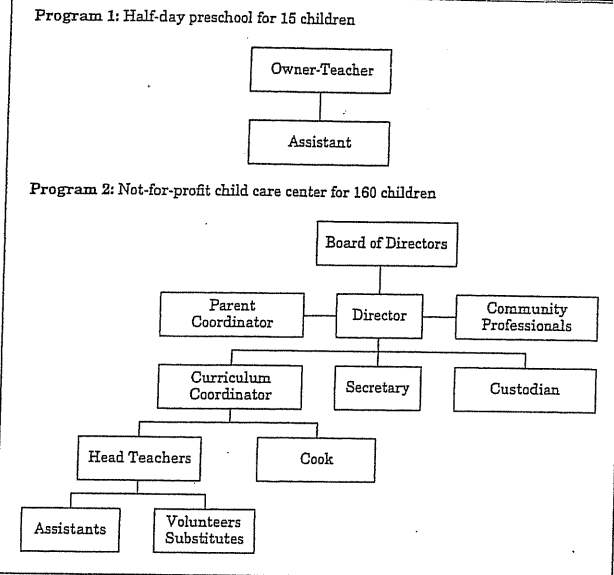 Program 1: Half-day preschool for 15 children
Owner-Teacher
Assistant
Program 2: Not-for-profit child care center for 160 children
Board of Directors
Parent
Coordinator
Director
Community
Professionals
Curriculum
Coordinator
Secretary
Custodian
Head Teachers
Cook
Assistants
Volunteers
Substitutes